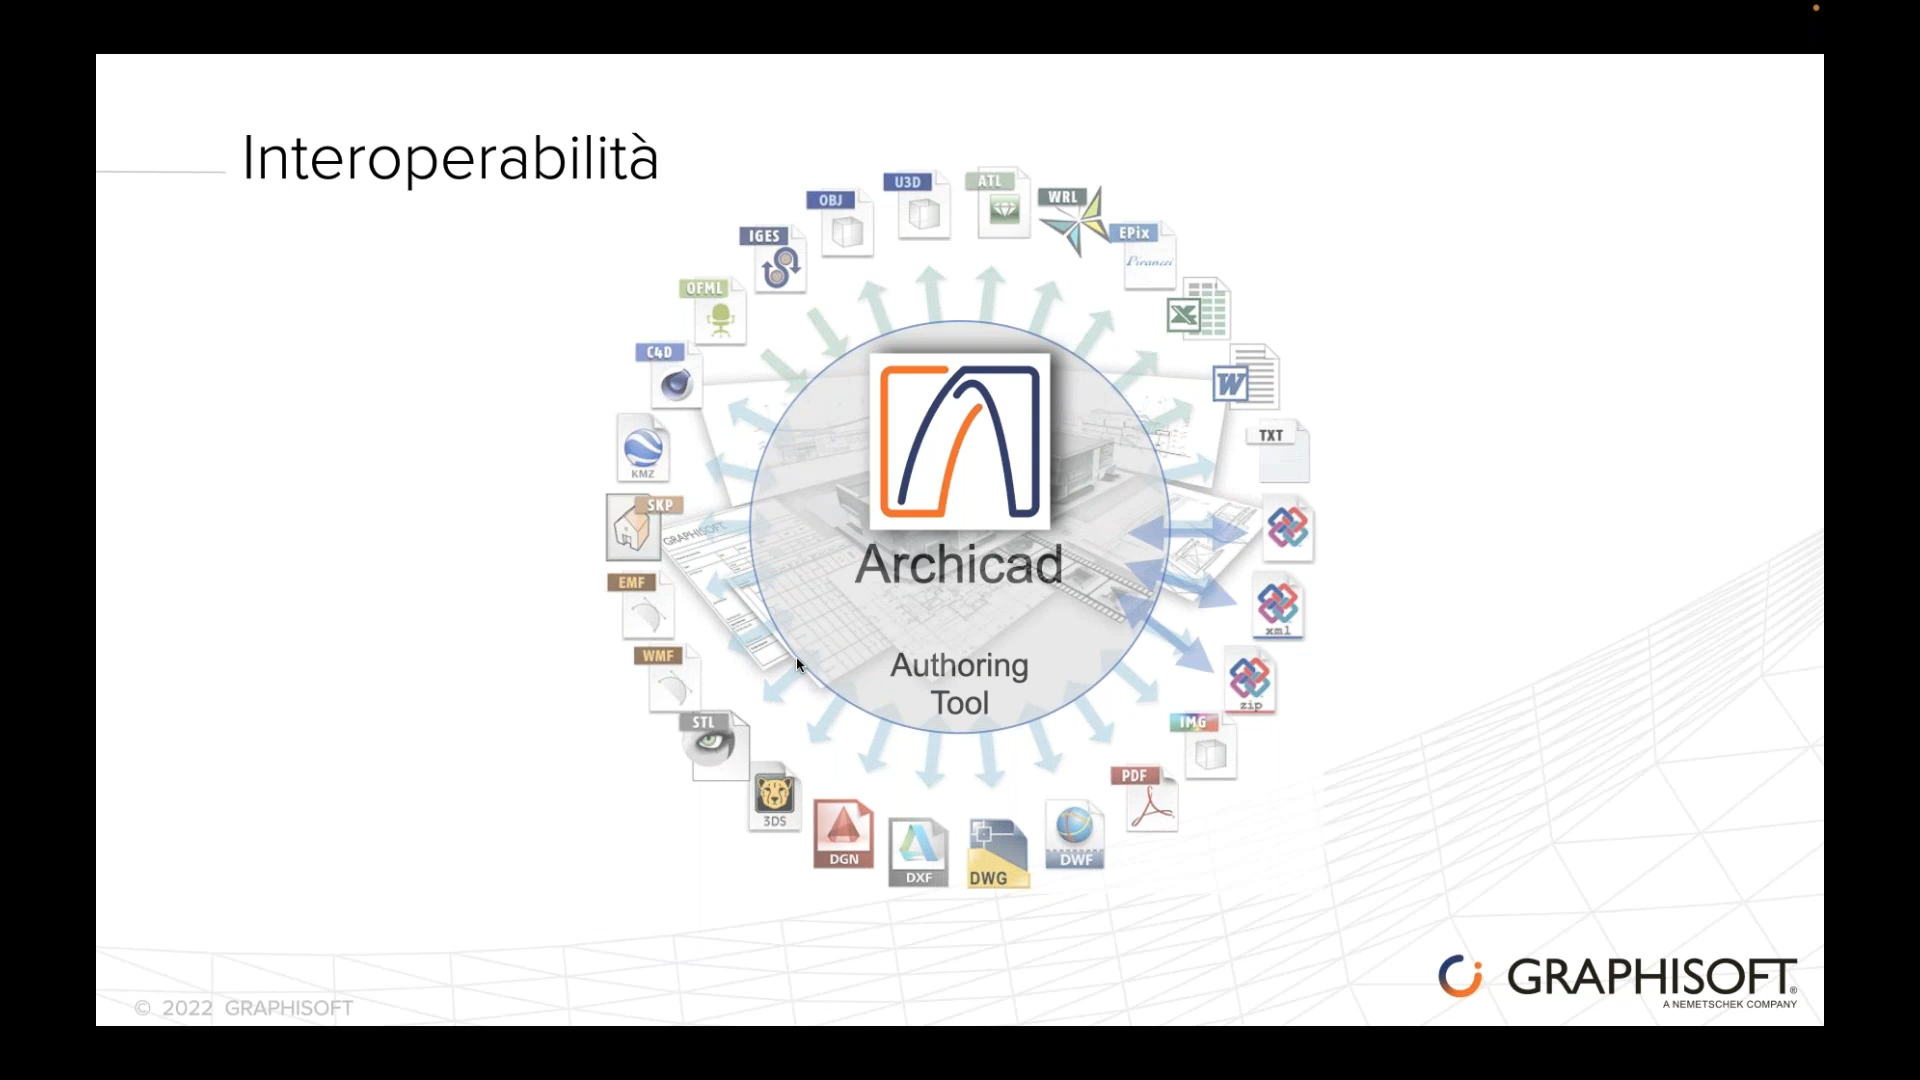 Interoperabilità
U3D
ATL
OBJ
WRL
IGES
EPix
Piranesi
OFML
C4D
W
TXT
KMZ
SKP
GRAPHISOFT
Archicad
EMF
xml
WMF
Authoring
Tool
zip
STL
IMG
PDF
3DS
DGN
DXF
DWG
DWF
GRAPHISOFT®
A NEMETSCHEK COMPANY
© 2022 GRAPHISOFT